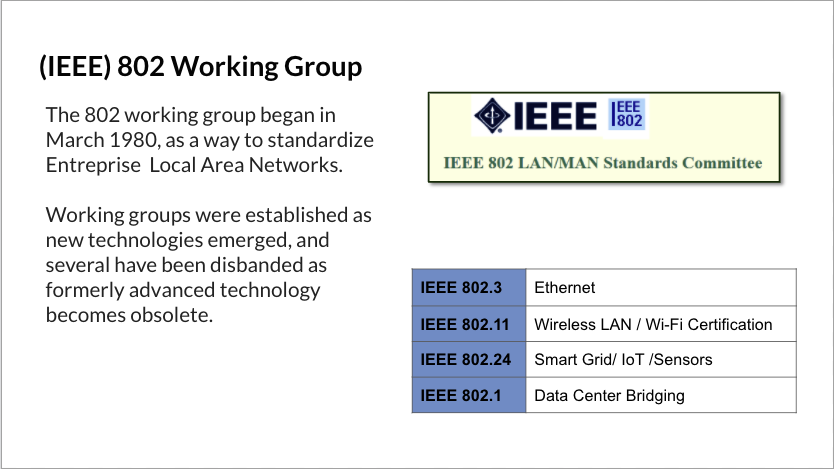 (IEEE) 802 Working Group
The 802 working group began in
March 1980, as a way to standardize
Entreprise Local Area Networks.
Working groups were established as
new technologies emerged, and
several have been disbanded as
formerly advanced technology
becomes obsolete.
IEEE IEEE 802
IEEE 802 LAN/MAN Standards Committee
IEEE 802.3 Ethernet
IEEE 802.11 Wireless LAN / Wi-Fi Certification
IEEE 802.24 Smart Grid/ IoT /Sensors
IEEE 802.1 Data Center Bridging